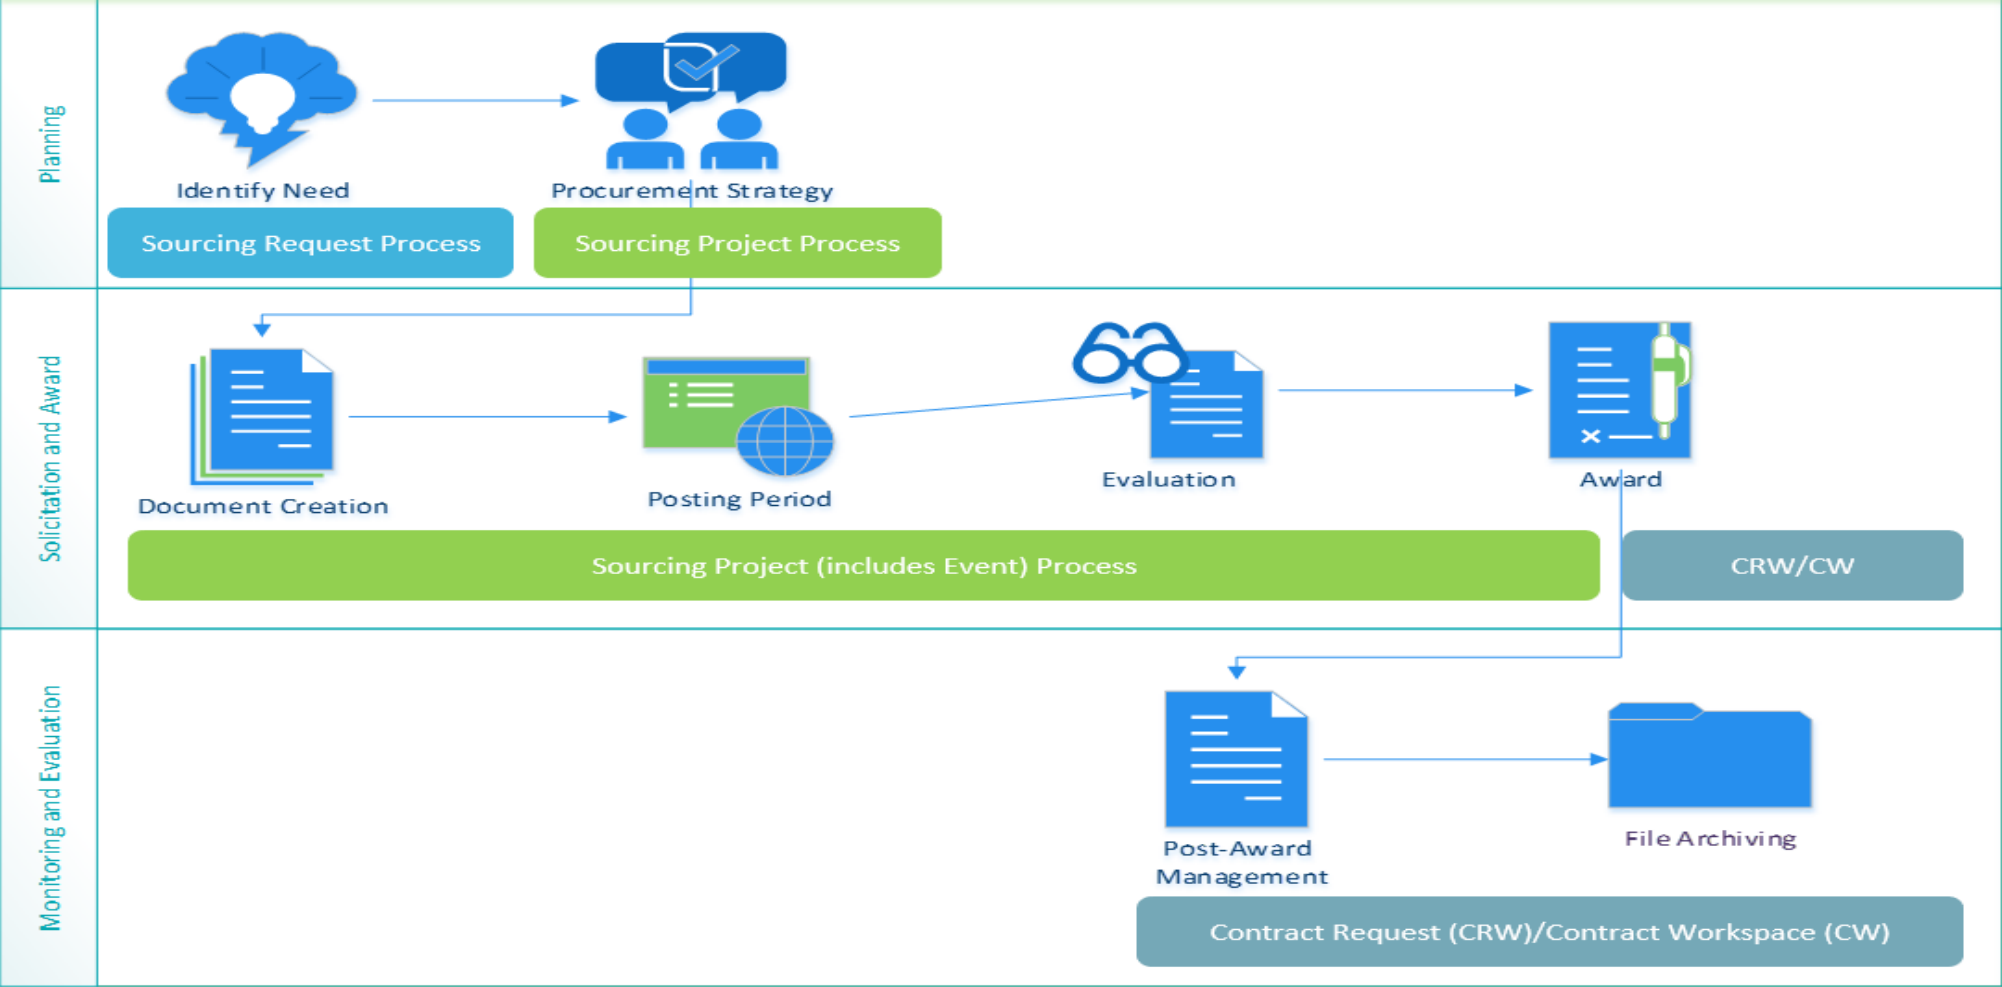 Planning
Identify Need
Procurement Strategy
Sourcing Request Process
Sourcing Project Process
Solicitation and Award
Document Creation
Posting Period
Evaluation
Award
Sourcing Project (includes Event) Process
CRW/CW
Monitoring and Evaluation
Post-Award
Management
File Archiving
Contract Request (CRW)/Contract Workspace (CW)